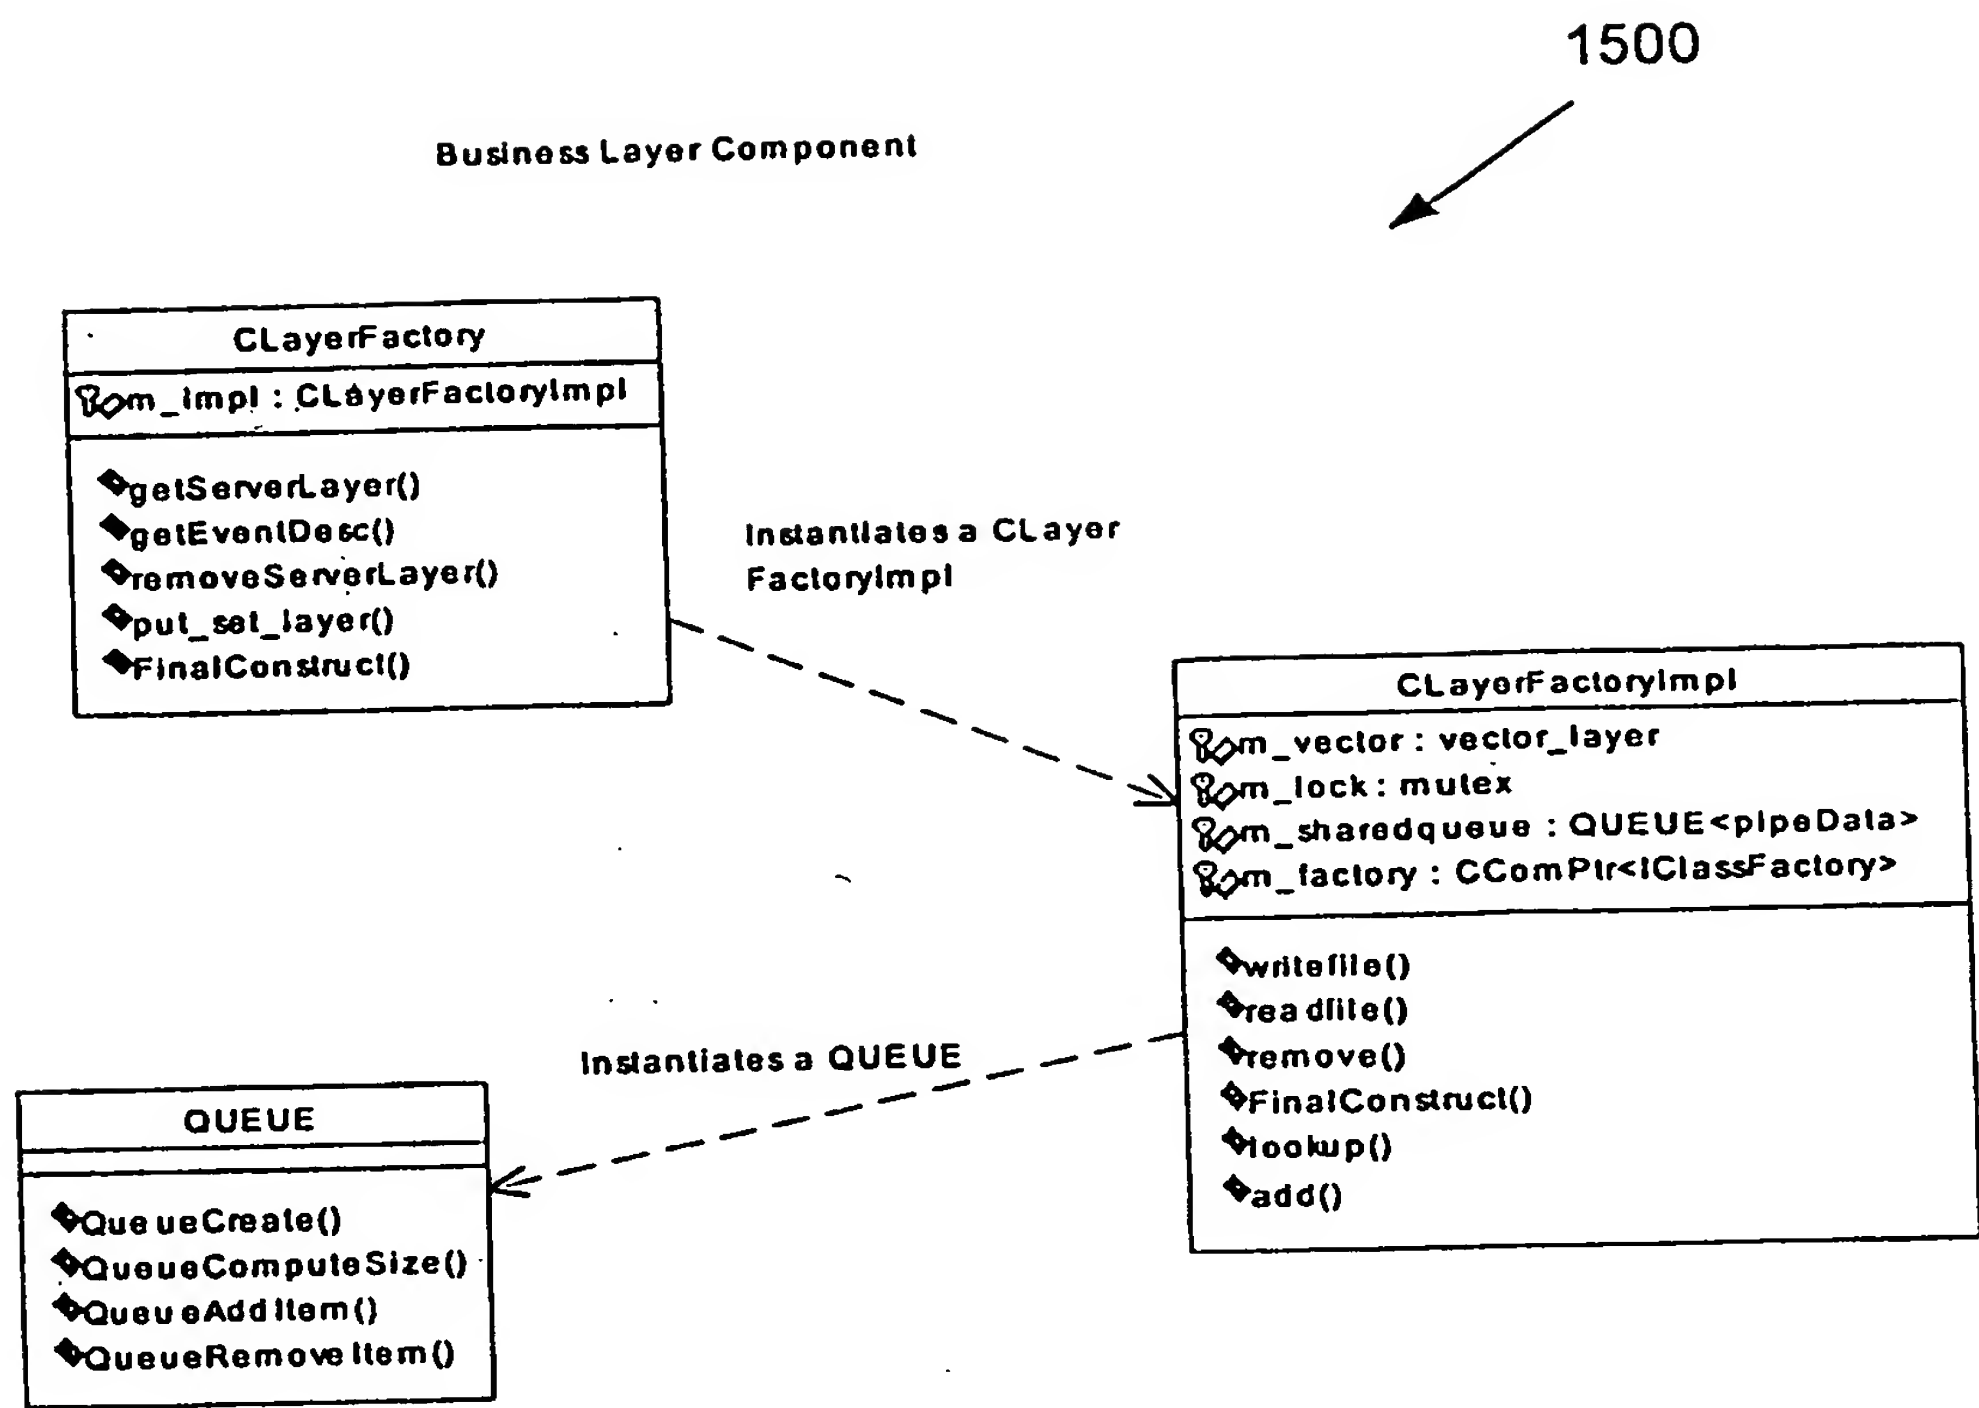 1500
Business Layer Component
CLayerFactory
m_impl : CLayerFactoryImpl
getServerLayer()
getEventDesc()
removeServerLayer()
put_set_layer()
FinalConstruct()
Instantiates a CLayer
FactoryImpl
CLayerFactoryImpl
m_vector : vector_layer
m_lock : mutex
m_sharedqueue : QUEUE<pipeData>
m_factory : CComPtr<IClassFactory>
writefile()
readfile()
remove()
FinalConstruct()
lookup()
add()
Instantiates a QUEUE
QUEUE
QueueCreate()
QueueComputeSize()
QueueAddItem()
QueueRemoveItem()